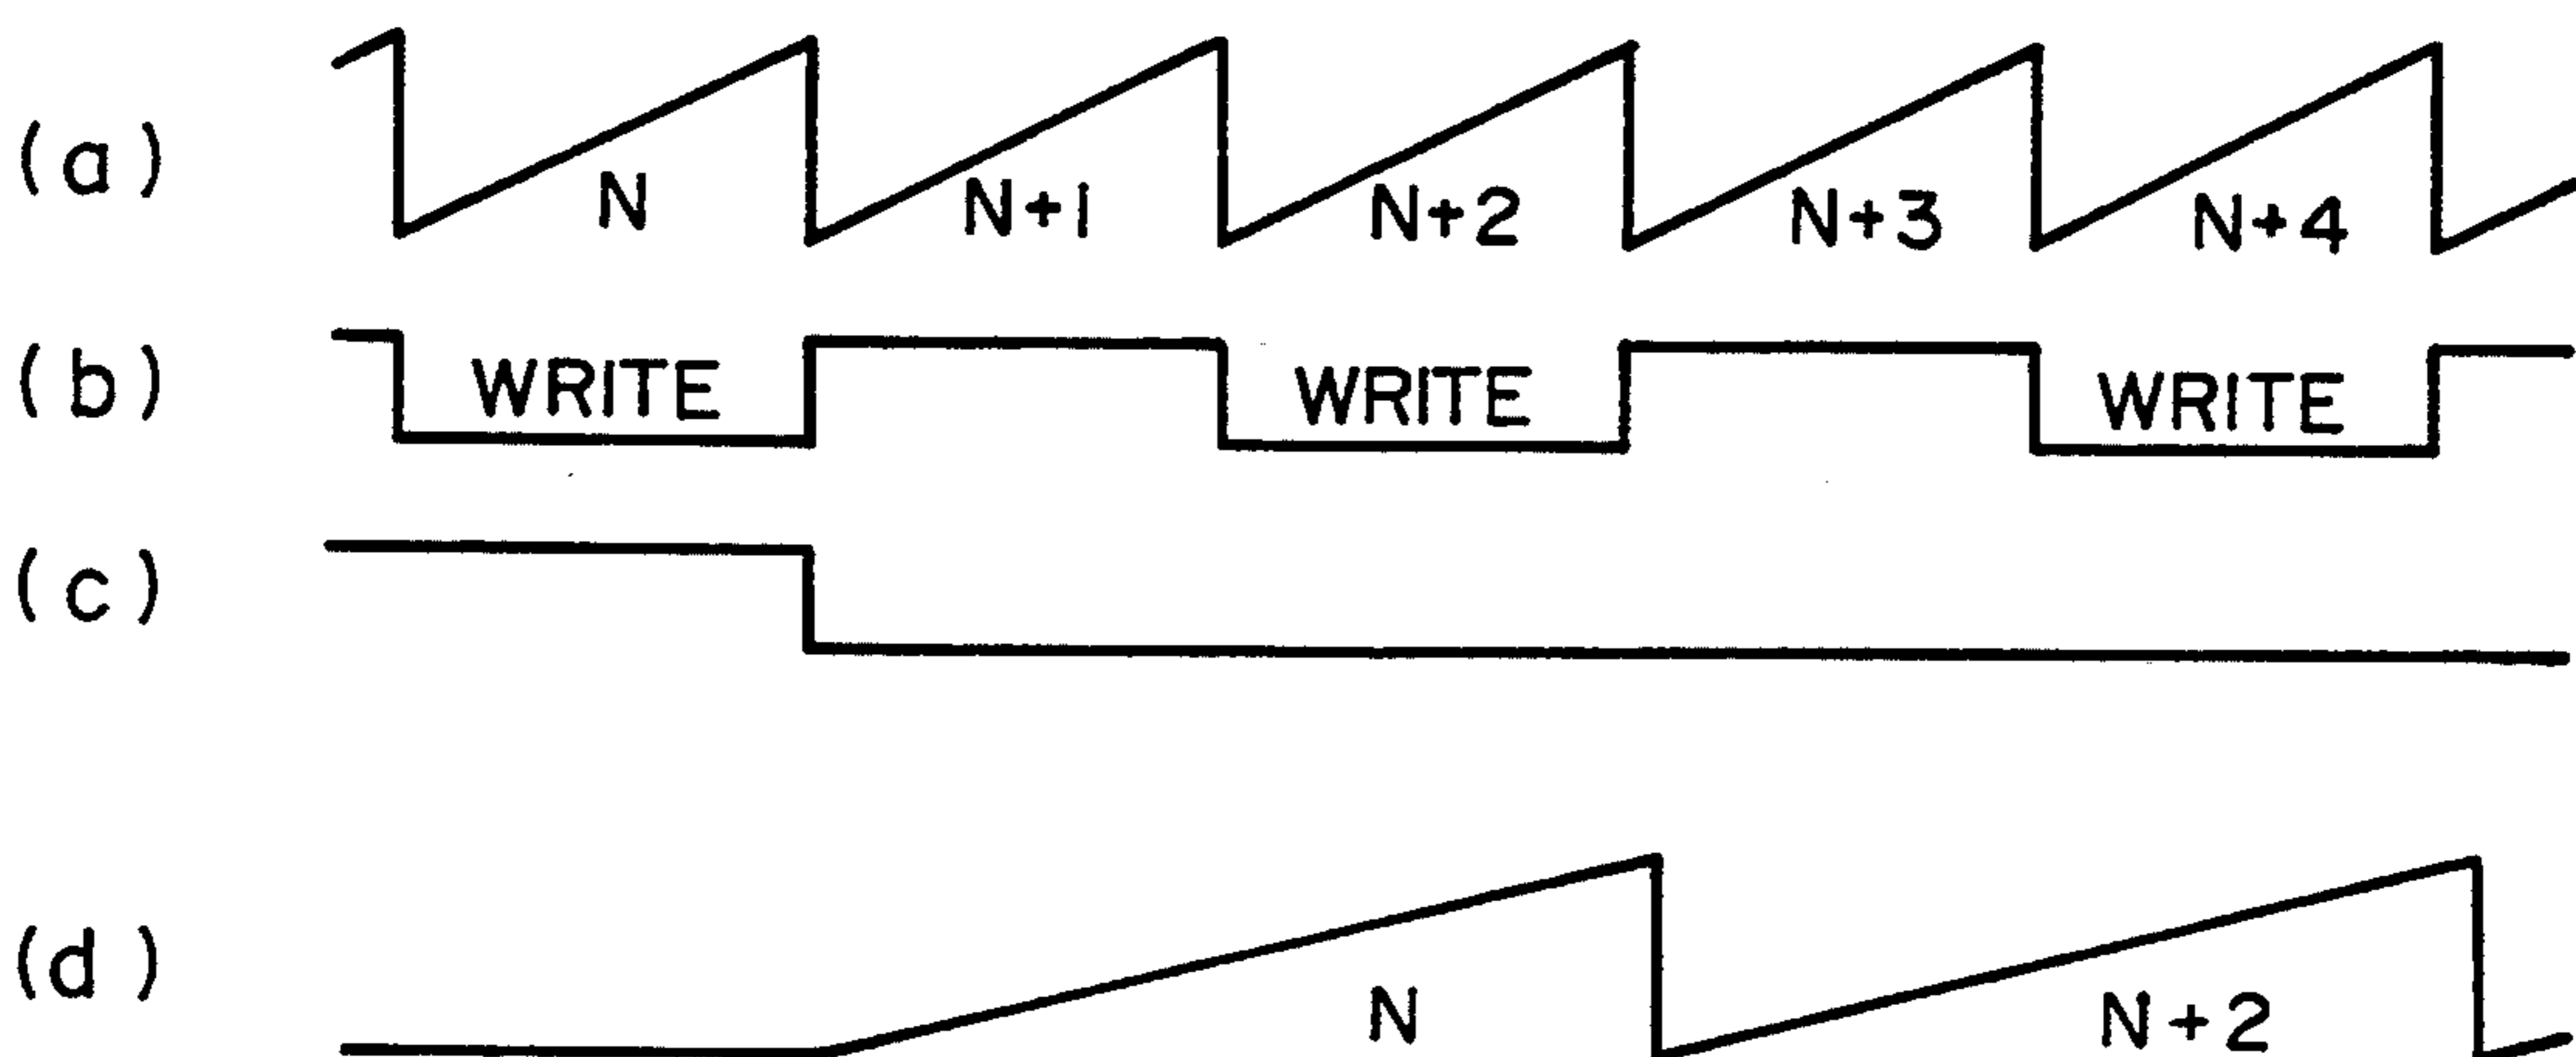 (a) N N+1 N+2 N+3 N+4
(b) WRITE WRITE WRITE
(c)
(d) N N+2